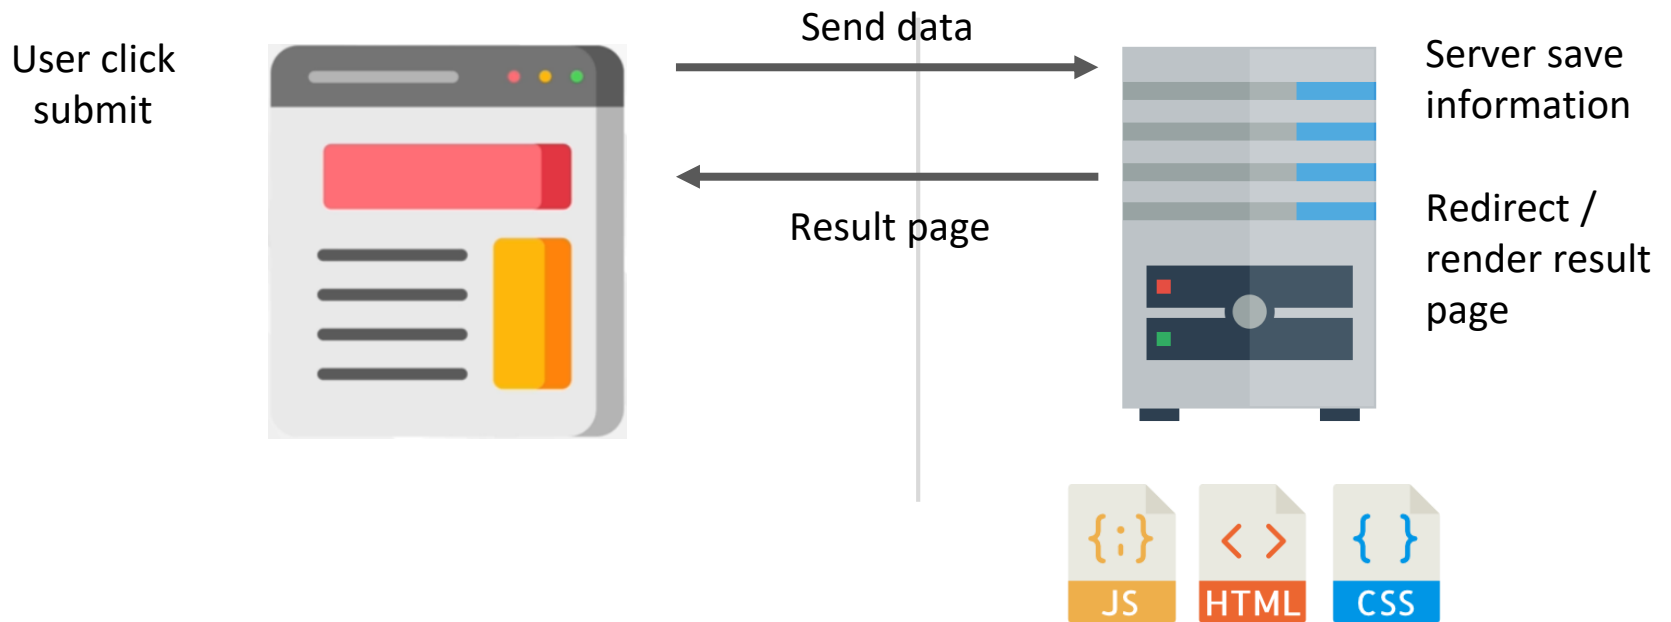 User click
submit
Send data
Result page
Server save
information
Redirect /
render result
page
{;}
< >
{ }
JS
HTML
CSS